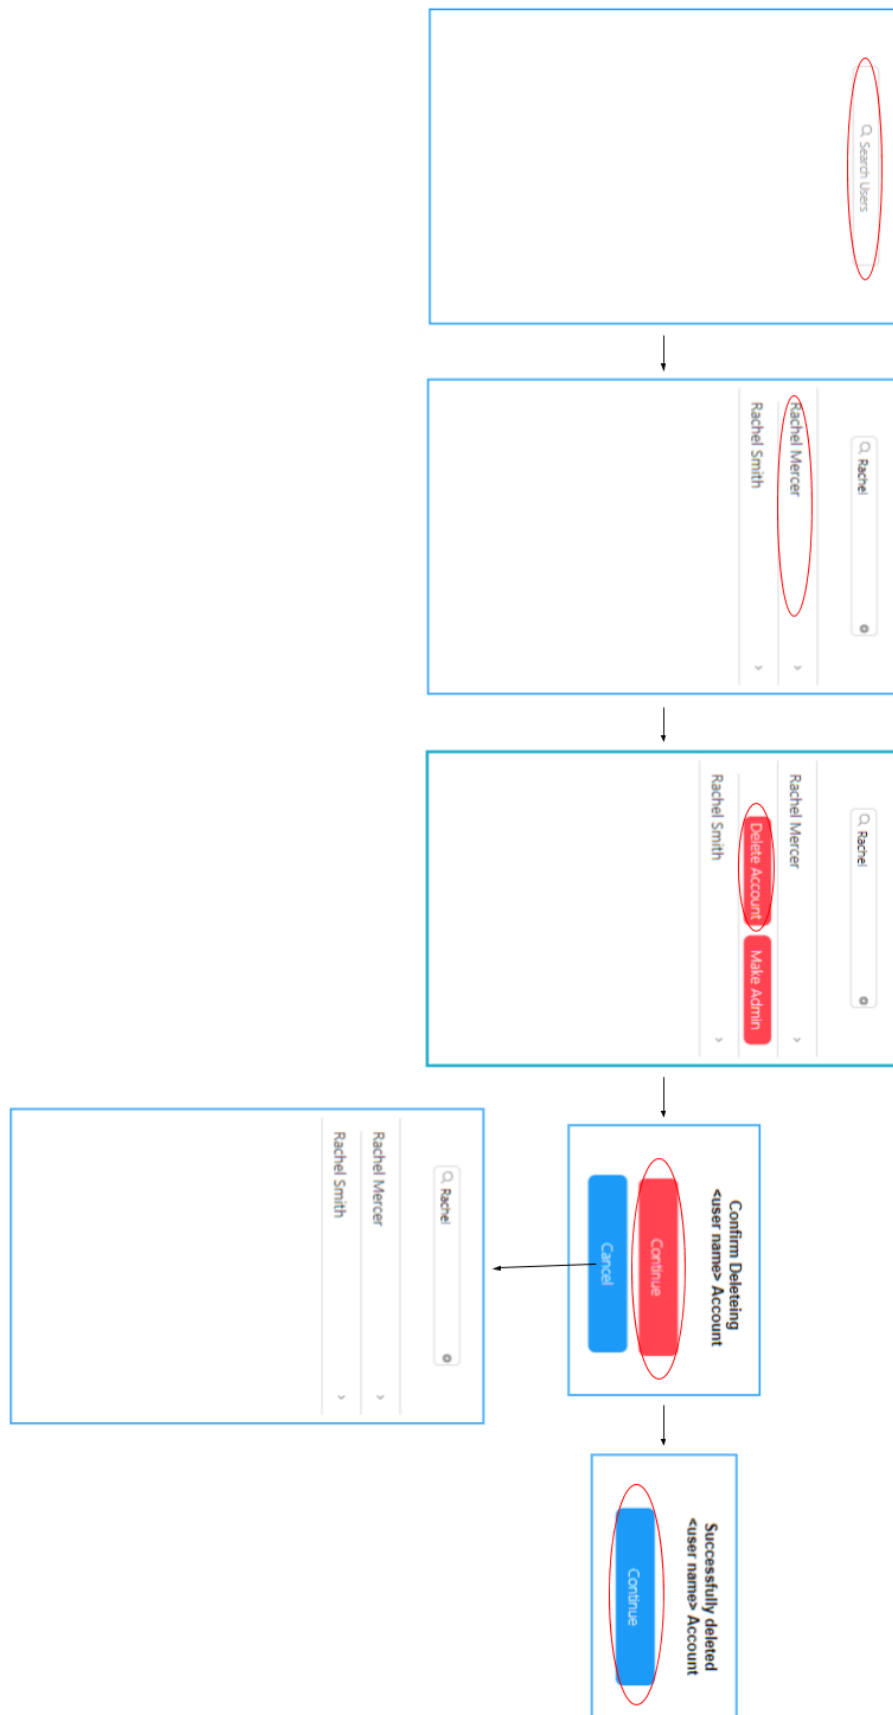 Search Users
Rachel
Rachel Mercer
Rachel Smith
Rachel
Rachel Mercer
Delete Account
Make Admin
Rachel Smith
Confirm Deleteing
<user name> Account
Continue
Cancel
Rachel
Rachel Mercer
Rachel Smith
Successfully deleted
<user name> Account
Continue